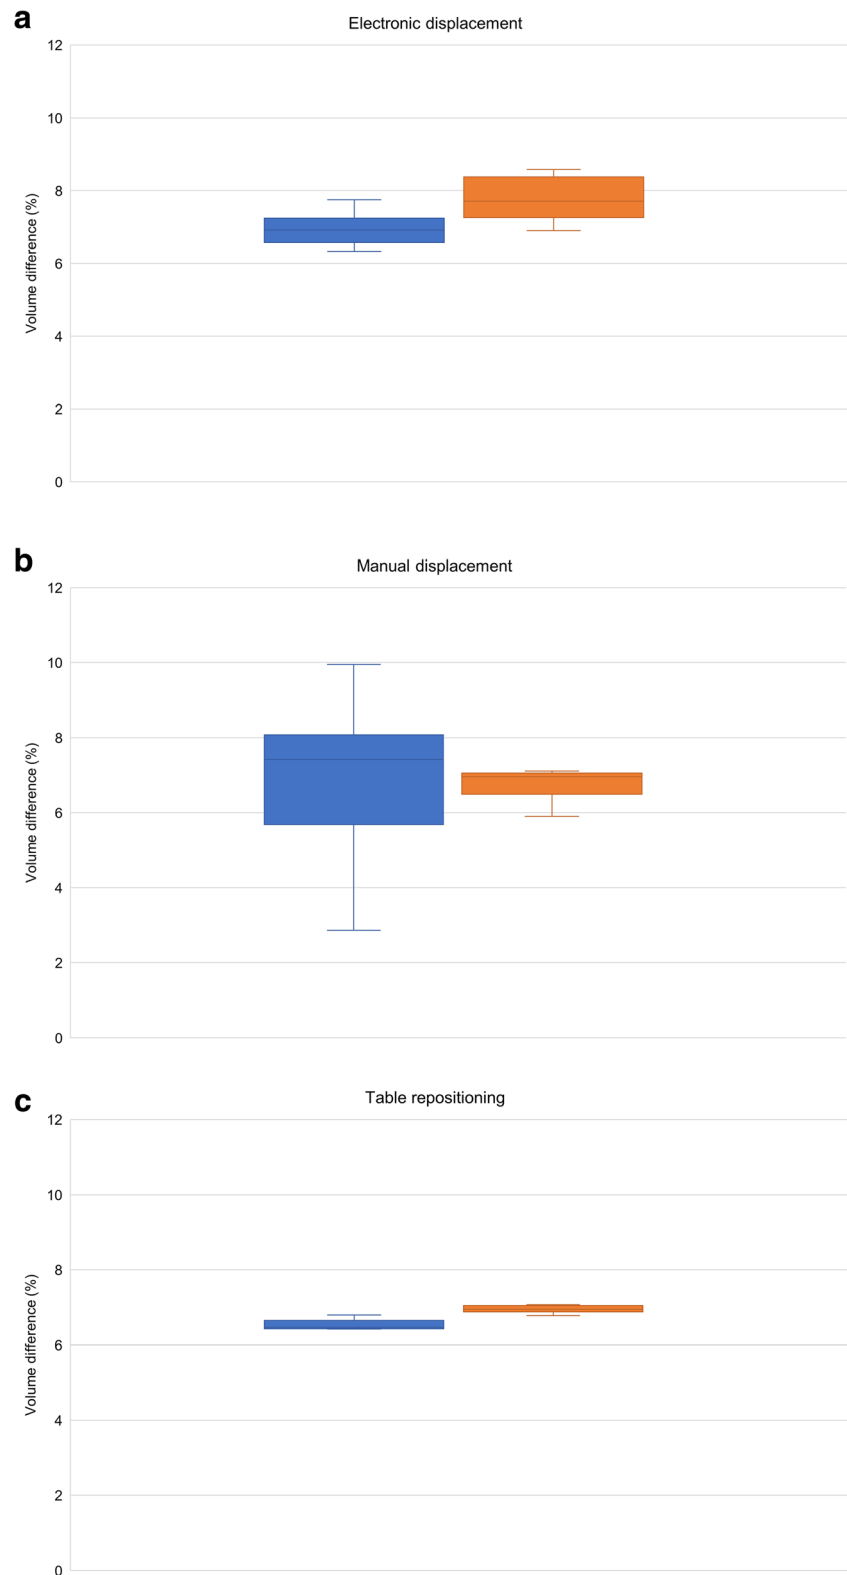 a
Electronic displacement
12
10
8
6
4
2
0
Volume difference (%)
b
Manual displacement
12
10
8
6
4
2
0
Volume difference (%)
c
Table repositioning
12
10
8
6
4
2
0
Volume difference (%)